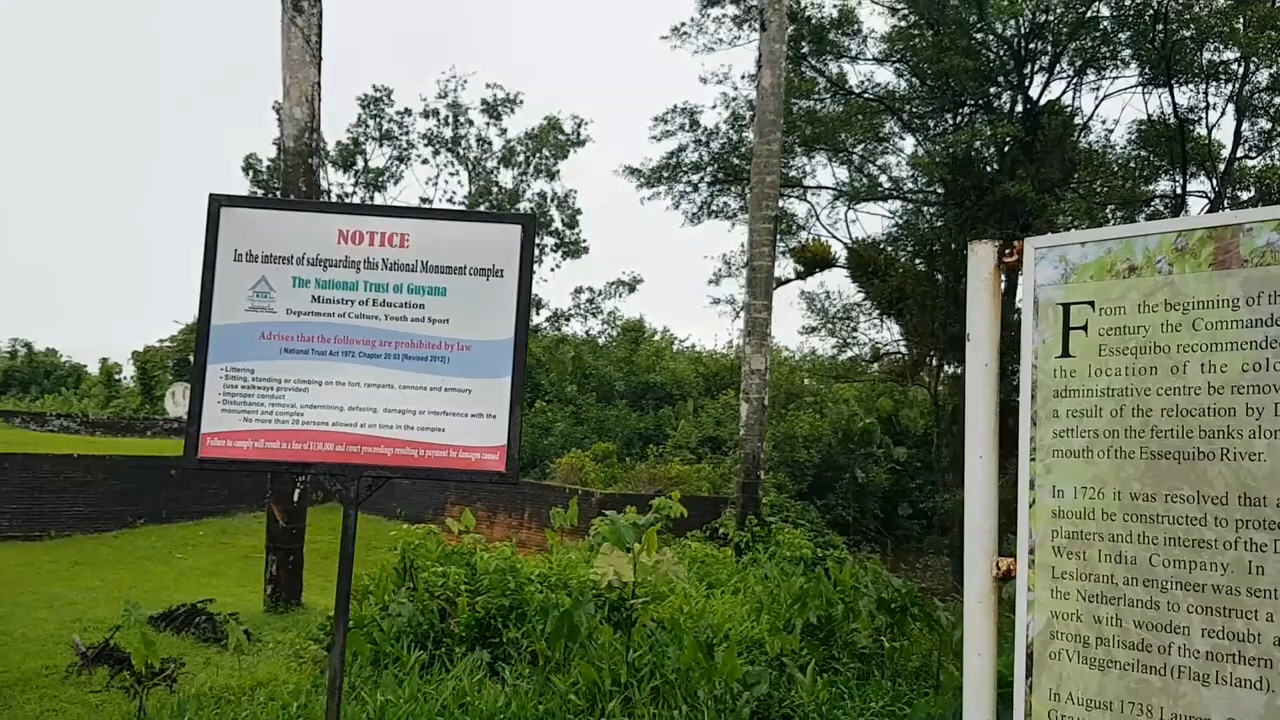 NOTICE
In the interest of safeguarding this National Monument complex
The National Trust of Guyana
Ministry of Education
Department of Culture, Youth and Sport
Advises that the following are prohibited by law
( National Trust Act 1972, Chapter 20:03 [Revised 2012] )
- Littering
- Sitting, standing or climbing on the fort, ramparts, cannons and armoury
(use walkways provided)
- Improper conduct
- Disturbance, removal, undermining, defacing, damaging or interference with the
monument and complex
- No more than 20 persons allowed at on time in the complex
Failure to comply will result in a fine of $130,000 and court proceedings resulting in payment for damages caused
From the beginning of th
century the Commande
Essequibo recommended
the location of the colo
administrative centre be remov
a result of the relocation by
settlers on the fertile banks alon
mouth of the Essequibo River.
In 1726 it was resolved that
should be constructed to protec
planters and the interest of the D
West India Company. In
Leslorant, an engineer was sent
the Netherlands to construct a
work with wooden redoubt a
strong palisade of the northern
of Vlaggeneiland (Flag Island).
In August 1738